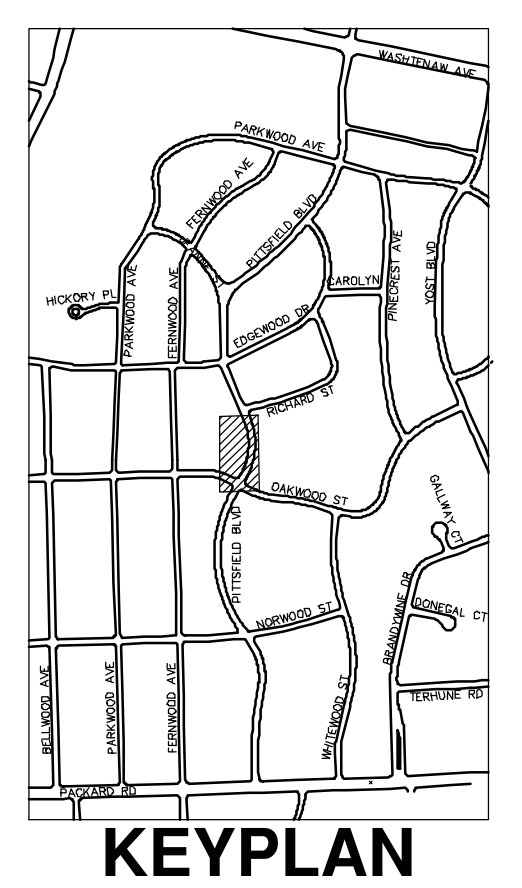 WASHTENAW AVE
PARKWOOD AVE
FERNWOOD AVE
PITTSFIELD BLVD
PINECREST AVE
YOST BLVD
CAROLYN
HICKORY PL
PARKWOOD AVE
FERNWOOD AVE
EDGEWOOD DR
RICHARD ST
OAKWOOD ST
GALLWAY CT
PITTSFIELD BLVD
BRANDYWINE DR
DONEGAL CT
NORWOOD ST
BELLWOOD AVE
PARKWOOD AVE
FERNWOOD AVE
WHITEWOOD ST
TERHUNE RD
PACKARD RD
KEYPLAN